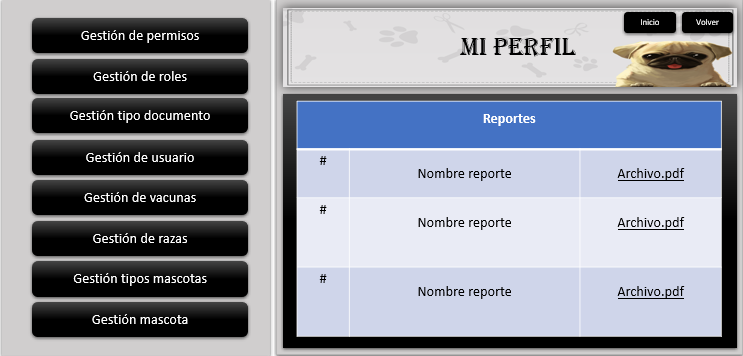 Gestión de permisos
Gestión de roles
Gestión tipo documento
Gestión de usuario
Gestión de vacunas
Gestión de razas
Gestión tipos mascotas
Gestión mascota
Inicio
Volver
MI PERFIL
Reportes
# Nombre reporte Archivo.pdf
# Nombre reporte Archivo.pdf
# Nombre reporte Archivo.pdf